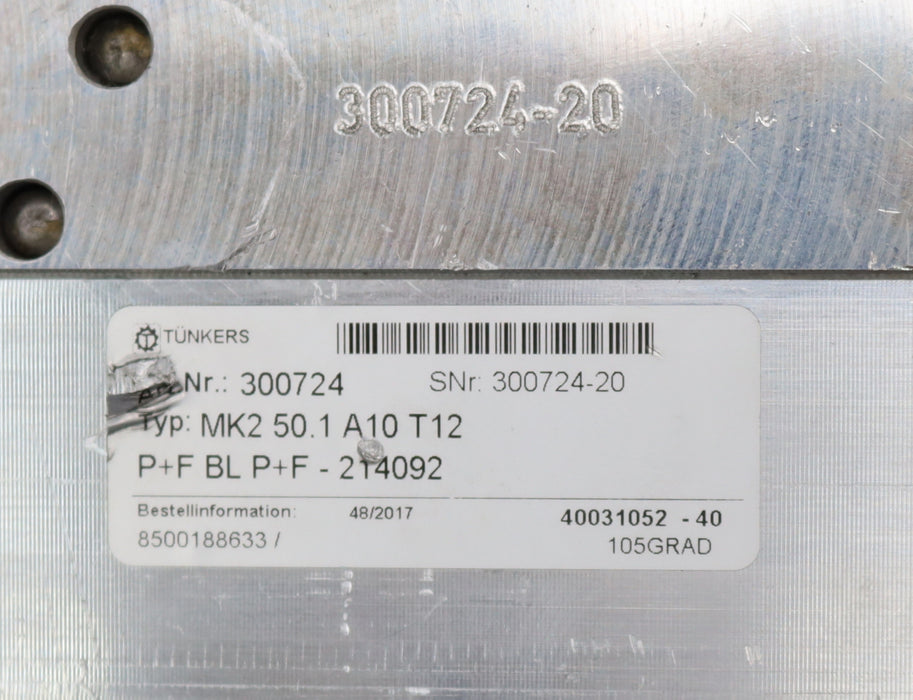 300724-20
TÜNKERS
Nr.: 300724 SNr: 300724-20
Typ: MK2 50.1 A10 T12
P+F BL P+F - 214092
Bestellinformation: 48/2017 40031052 -40
8500188633 / 105GRAD